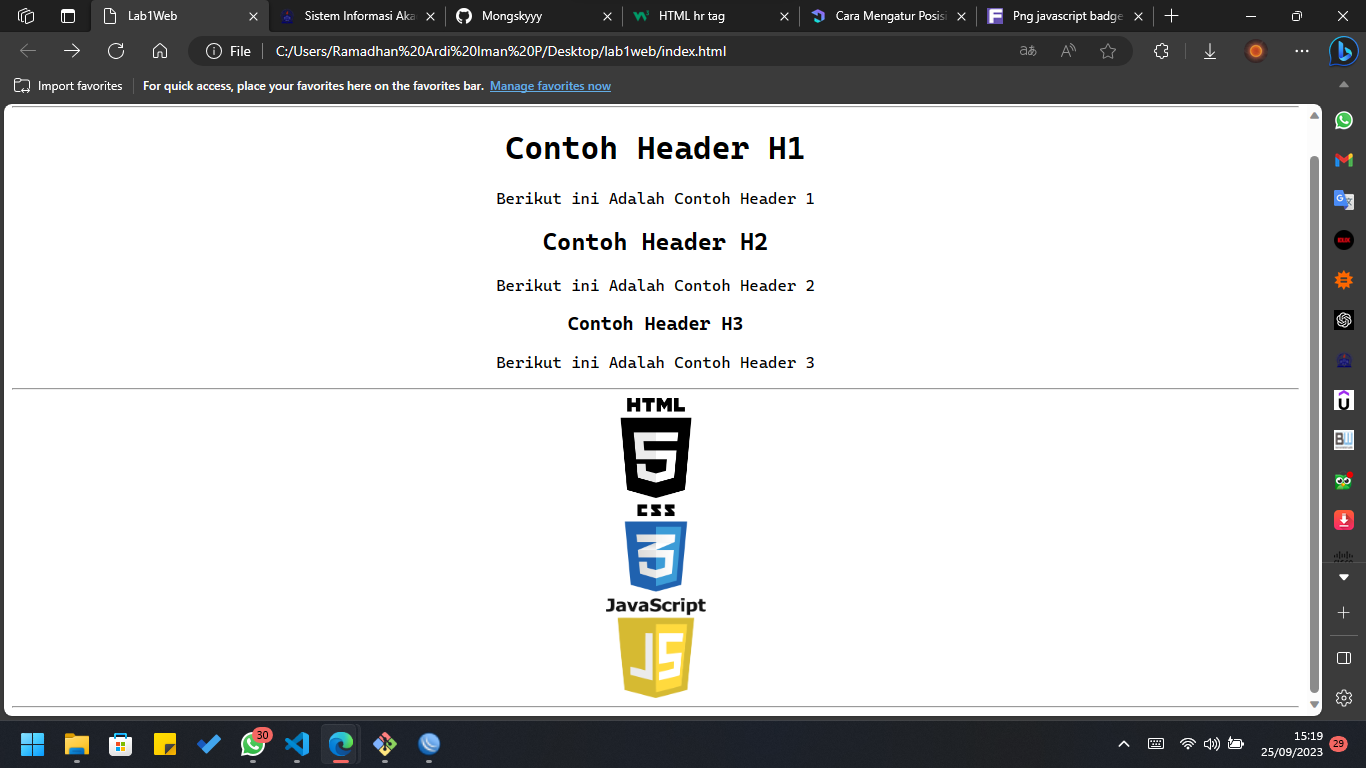 Lab1Web
Sistem Informasi Aka
Mongskyyy
HTML hr tag
Cara Mengatur Posisi
Png javascript badge
File
C:/Users/Ramadhan%20Ardi%20Iman%20P/Desktop/lab1web/index.html
Import favorites
For quick access, place your favorites here on the favorites bar. Manage favorites now
Contoh Header H1
Berikut ini Adalah Contoh Header 1
Contoh Header H2
Berikut ini Adalah Contoh Header 2
Contoh Header H3
Berikut ini Adalah Contoh Header 3
HTML
5
CSS
3
JavaScript
JS
30
15:19
25/09/2023
29